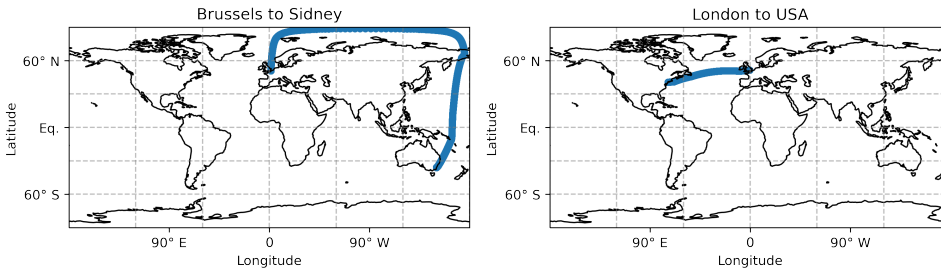 Brussels to Sidney
60° N
Eq.
60° S
Latitude
90° E
0
90° W
Longitude
London to USA
60° N
Eq.
60° S
Latitude
90° E
0
90° W
Longitude